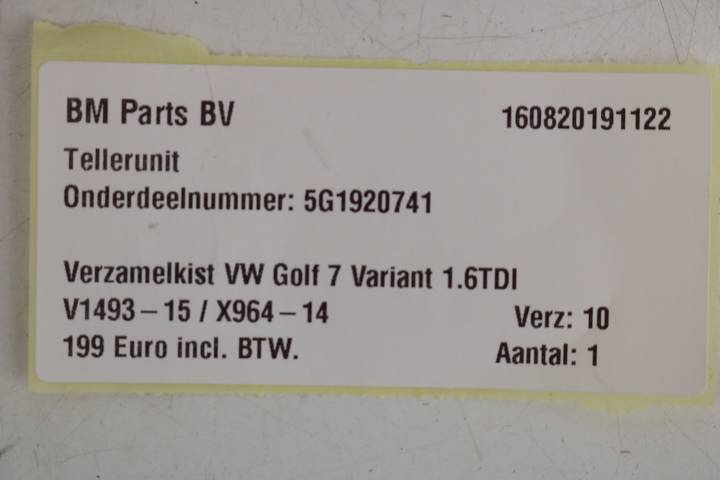 BM Parts BV 160820191122
Tellerunit
Onderdeelnummer: 5G1920741
Verzamelkist VW Golf 7 Variant 1.6TDI
V1493-15 / X964-14 Verz: 10
199 Euro incl. BTW. Aantal: 1